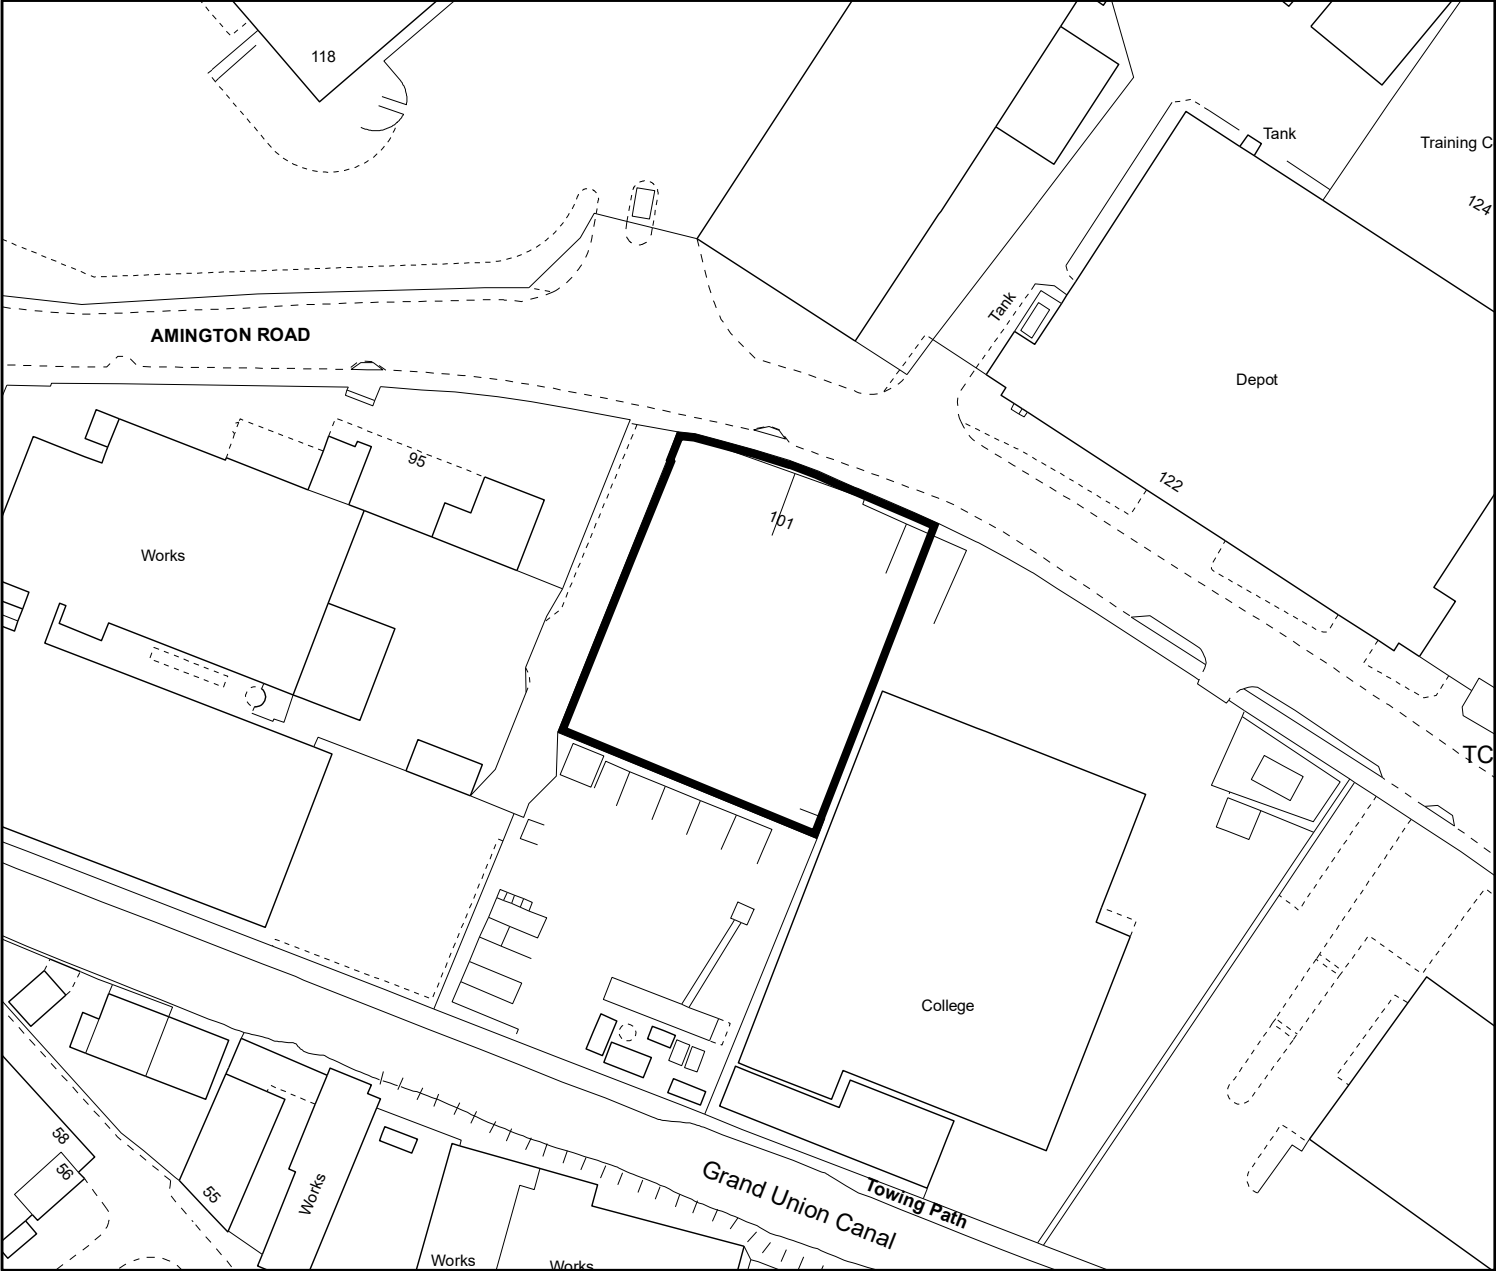 118
Tank
Training C
124
Tank
AMINGTON ROAD
Depot
95
122
101
Works
TC
College
58
56
55
Works
Grand Union Canal
Towing Path
Works
Works